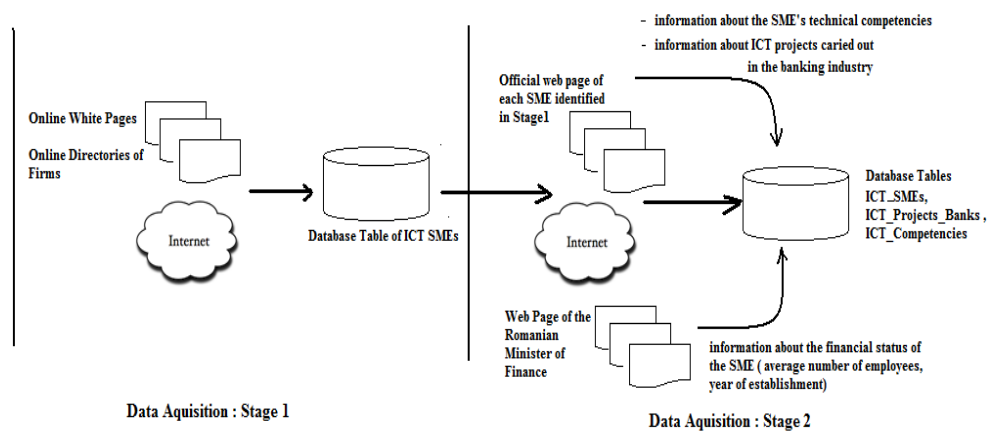 - information about the SME's technical competencies
- information about ICT projects caried out
in the banking industry
Online White Pages
Online Directories of
Firms
Internet
Database Table of ICT SMEs
Official web page of
each SME identified
in Stage1
Internet
Database Tables
ICT_SMEs,
ICT_Projects_Banks ,
ICT_Competencies
Web Page of the
Romanian
Minister of
Finance
information about the financial status of
the SME ( average number of employees,
year of establishment)
Data Aquisition : Stage 1
Data Aquisition : Stage 2